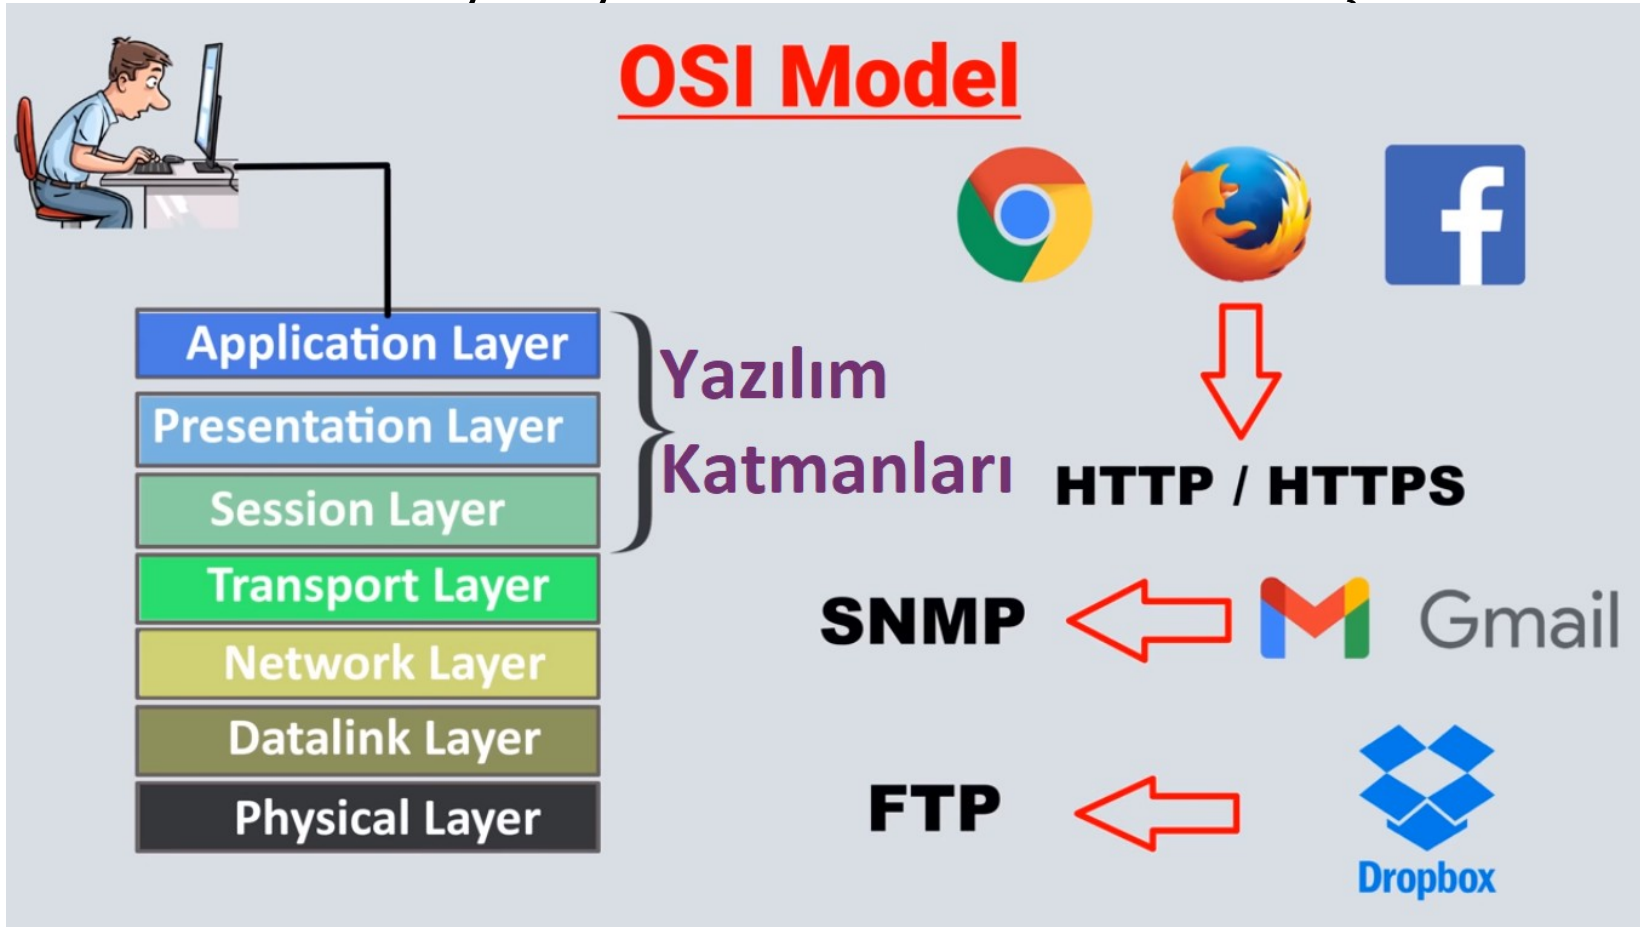 OSI Model
Application Layer
Presentation Layer
Session Layer
Transport Layer
Network Layer
Datalink Layer
Physical Layer
Yazılım
Katmanları
HTTP / HTTPS
SNMP
Gmail
FTP
Dropbox